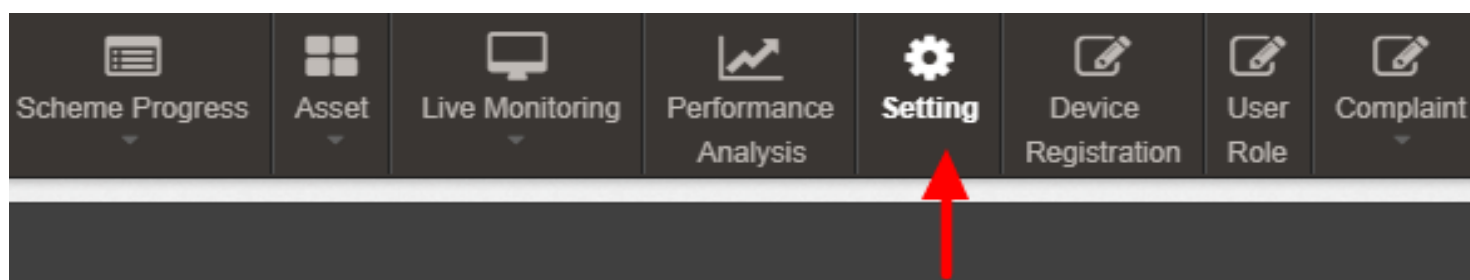 Scheme Progress
Asset
Live Monitoring
Performance
Analysis
Setting
Device
Registration
User
Role
Complaint